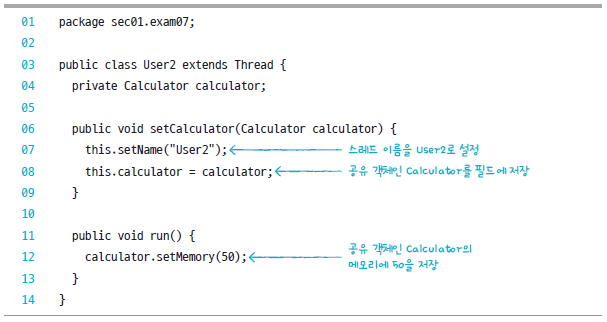 01 package sec01.exam07;
02
03 public class User2 extends Thread {
04 private Calculator calculator;
05
06 public void setCalculator(Calculator calculator) {
07 this.setName("User2"); 스레드 이름을 User2로 설정
08 this.calculator = calculator; 공유 객체인 Calculator를 필드에 저장
09 }
10
11 public void run() {
공유 객체인 Calculator의
12 calculator.setMemory(50);
메모리에 50을 저장
13 }
14 }